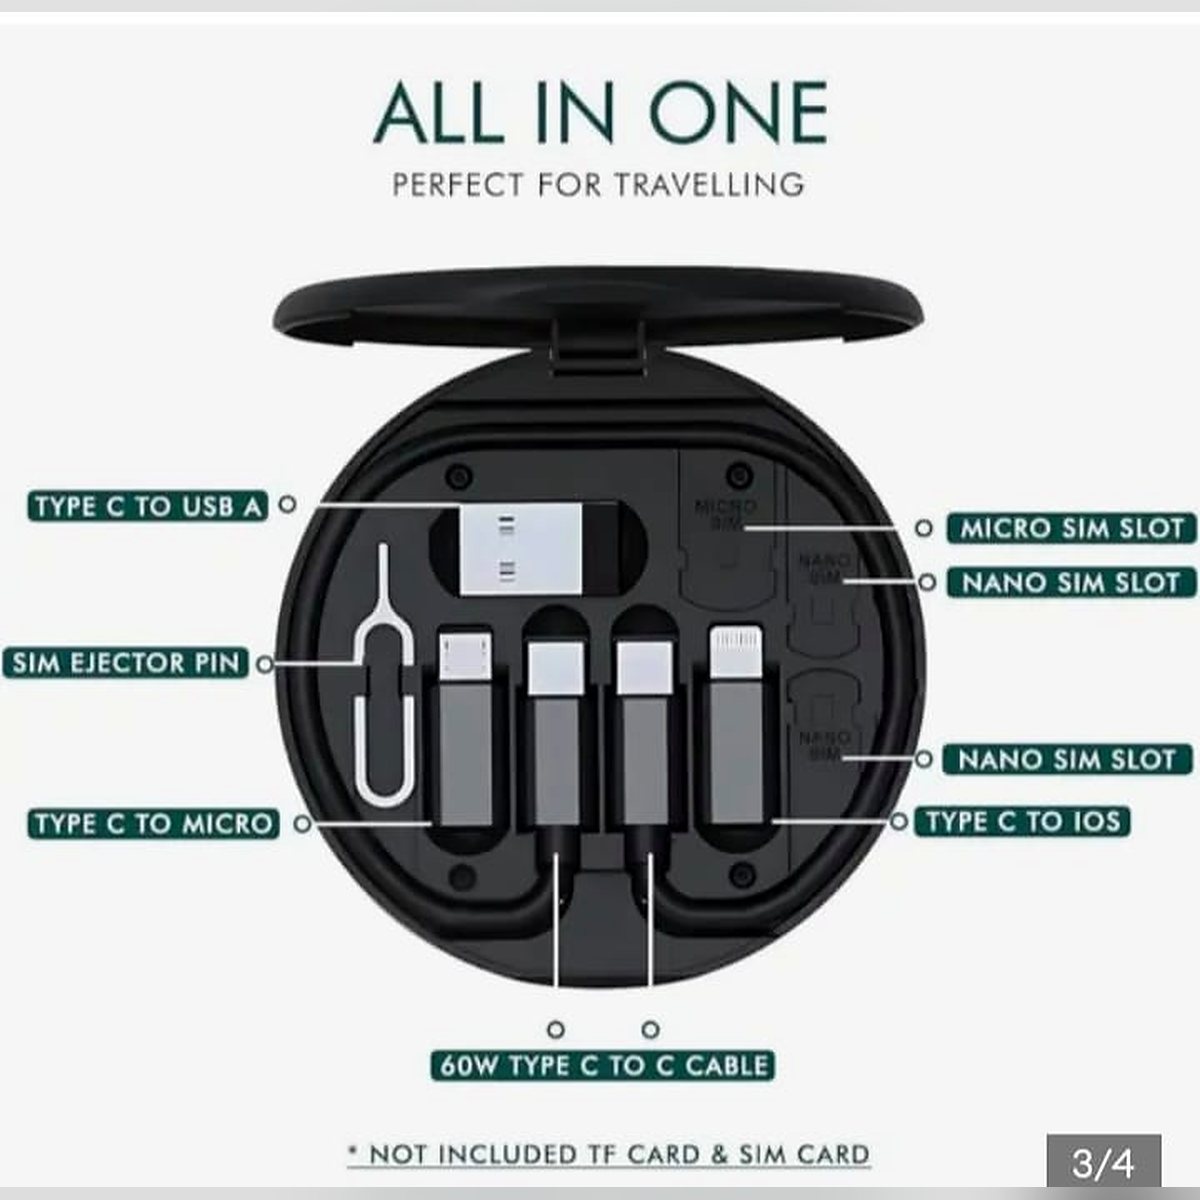 ALL IN ONE
PERFECT FOR TRAVELLING
TYPE C TO USB A
MICRO
SIM
MICRO SIM SLOT
NANO
SIM
NANO SIM SLOT
SIM EJECTOR PIN
NANO
SIM
NANO SIM SLOT
TYPE C TO MICRO
TYPE C TO IOS
60W TYPE C TO C CABLE
* NOT INCLUDED TF CARD & SIM CARD
3/4